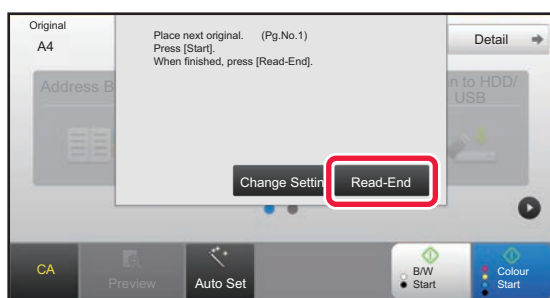 Original
A4
Place next original. (Pg.No.1)
Press [Start].
When finished, press [Read-End].
Detail
Address B
n to HDD/
USB
Change Settin
Read-End
CA
Preview
Auto Set
B/W
Start
Colour
Start